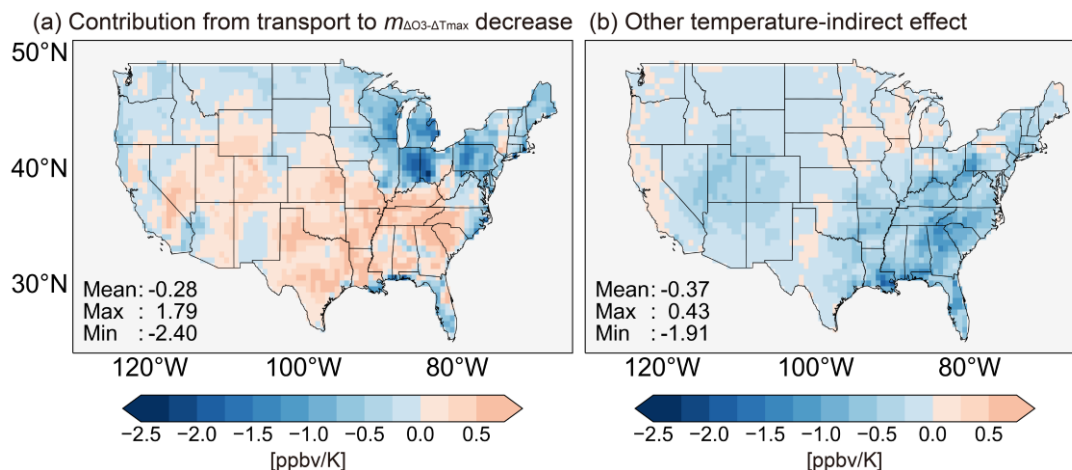 (a) Contribution from transport to mΔO3-ΔTmax decrease
(b) Other temperature-indirect effect
50°N
40°N
30°N
Mean: -0.28
Max : 1.79
Min : -2.40
Mean: -0.37
Max : 0.43
Min : -1.91
120°W 100°W 80°W
120°W 100°W 80°W
−2.5 −2.0 −1.5 −1.0 −0.5 0.0 0.5
[ppbv/K]
−2.5 −2.0 −1.5 −1.0 −0.5 0.0 0.5
[ppbv/K]